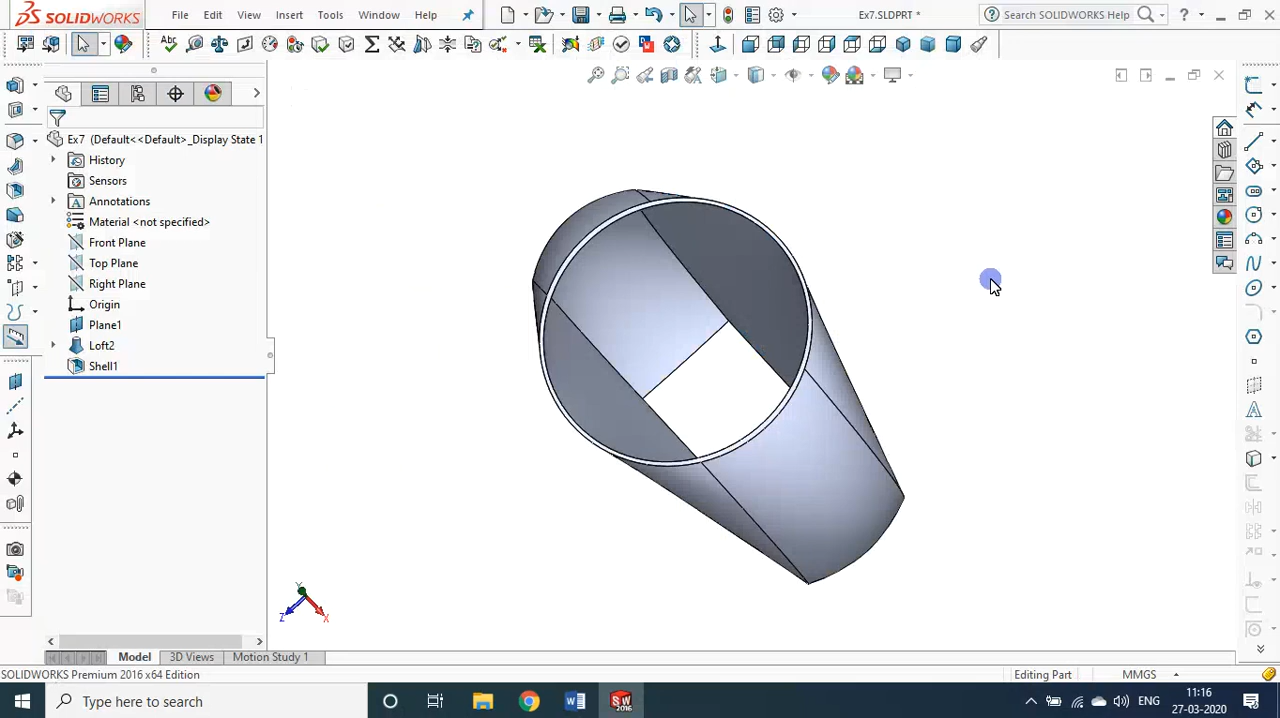 SOLIDWORKS
File Edit View Insert Tools Window Help
Ex7.SLDPRT *
Search SOLIDWORKS Help
?
Abc
Ex7 (Default<<Default>_Display State 1
History
Sensors
Annotations
Material <not specified>
Front Plane
Top Plane
Right Plane
Origin
Plane1
Loft2
Shell1
Y
Z
X
Model 3D Views Motion Study 1
SOLIDWORKS Premium 2016 x64 Edition
Editing Part MMGS
Type here to search
ENG
11:16
27-03-2020